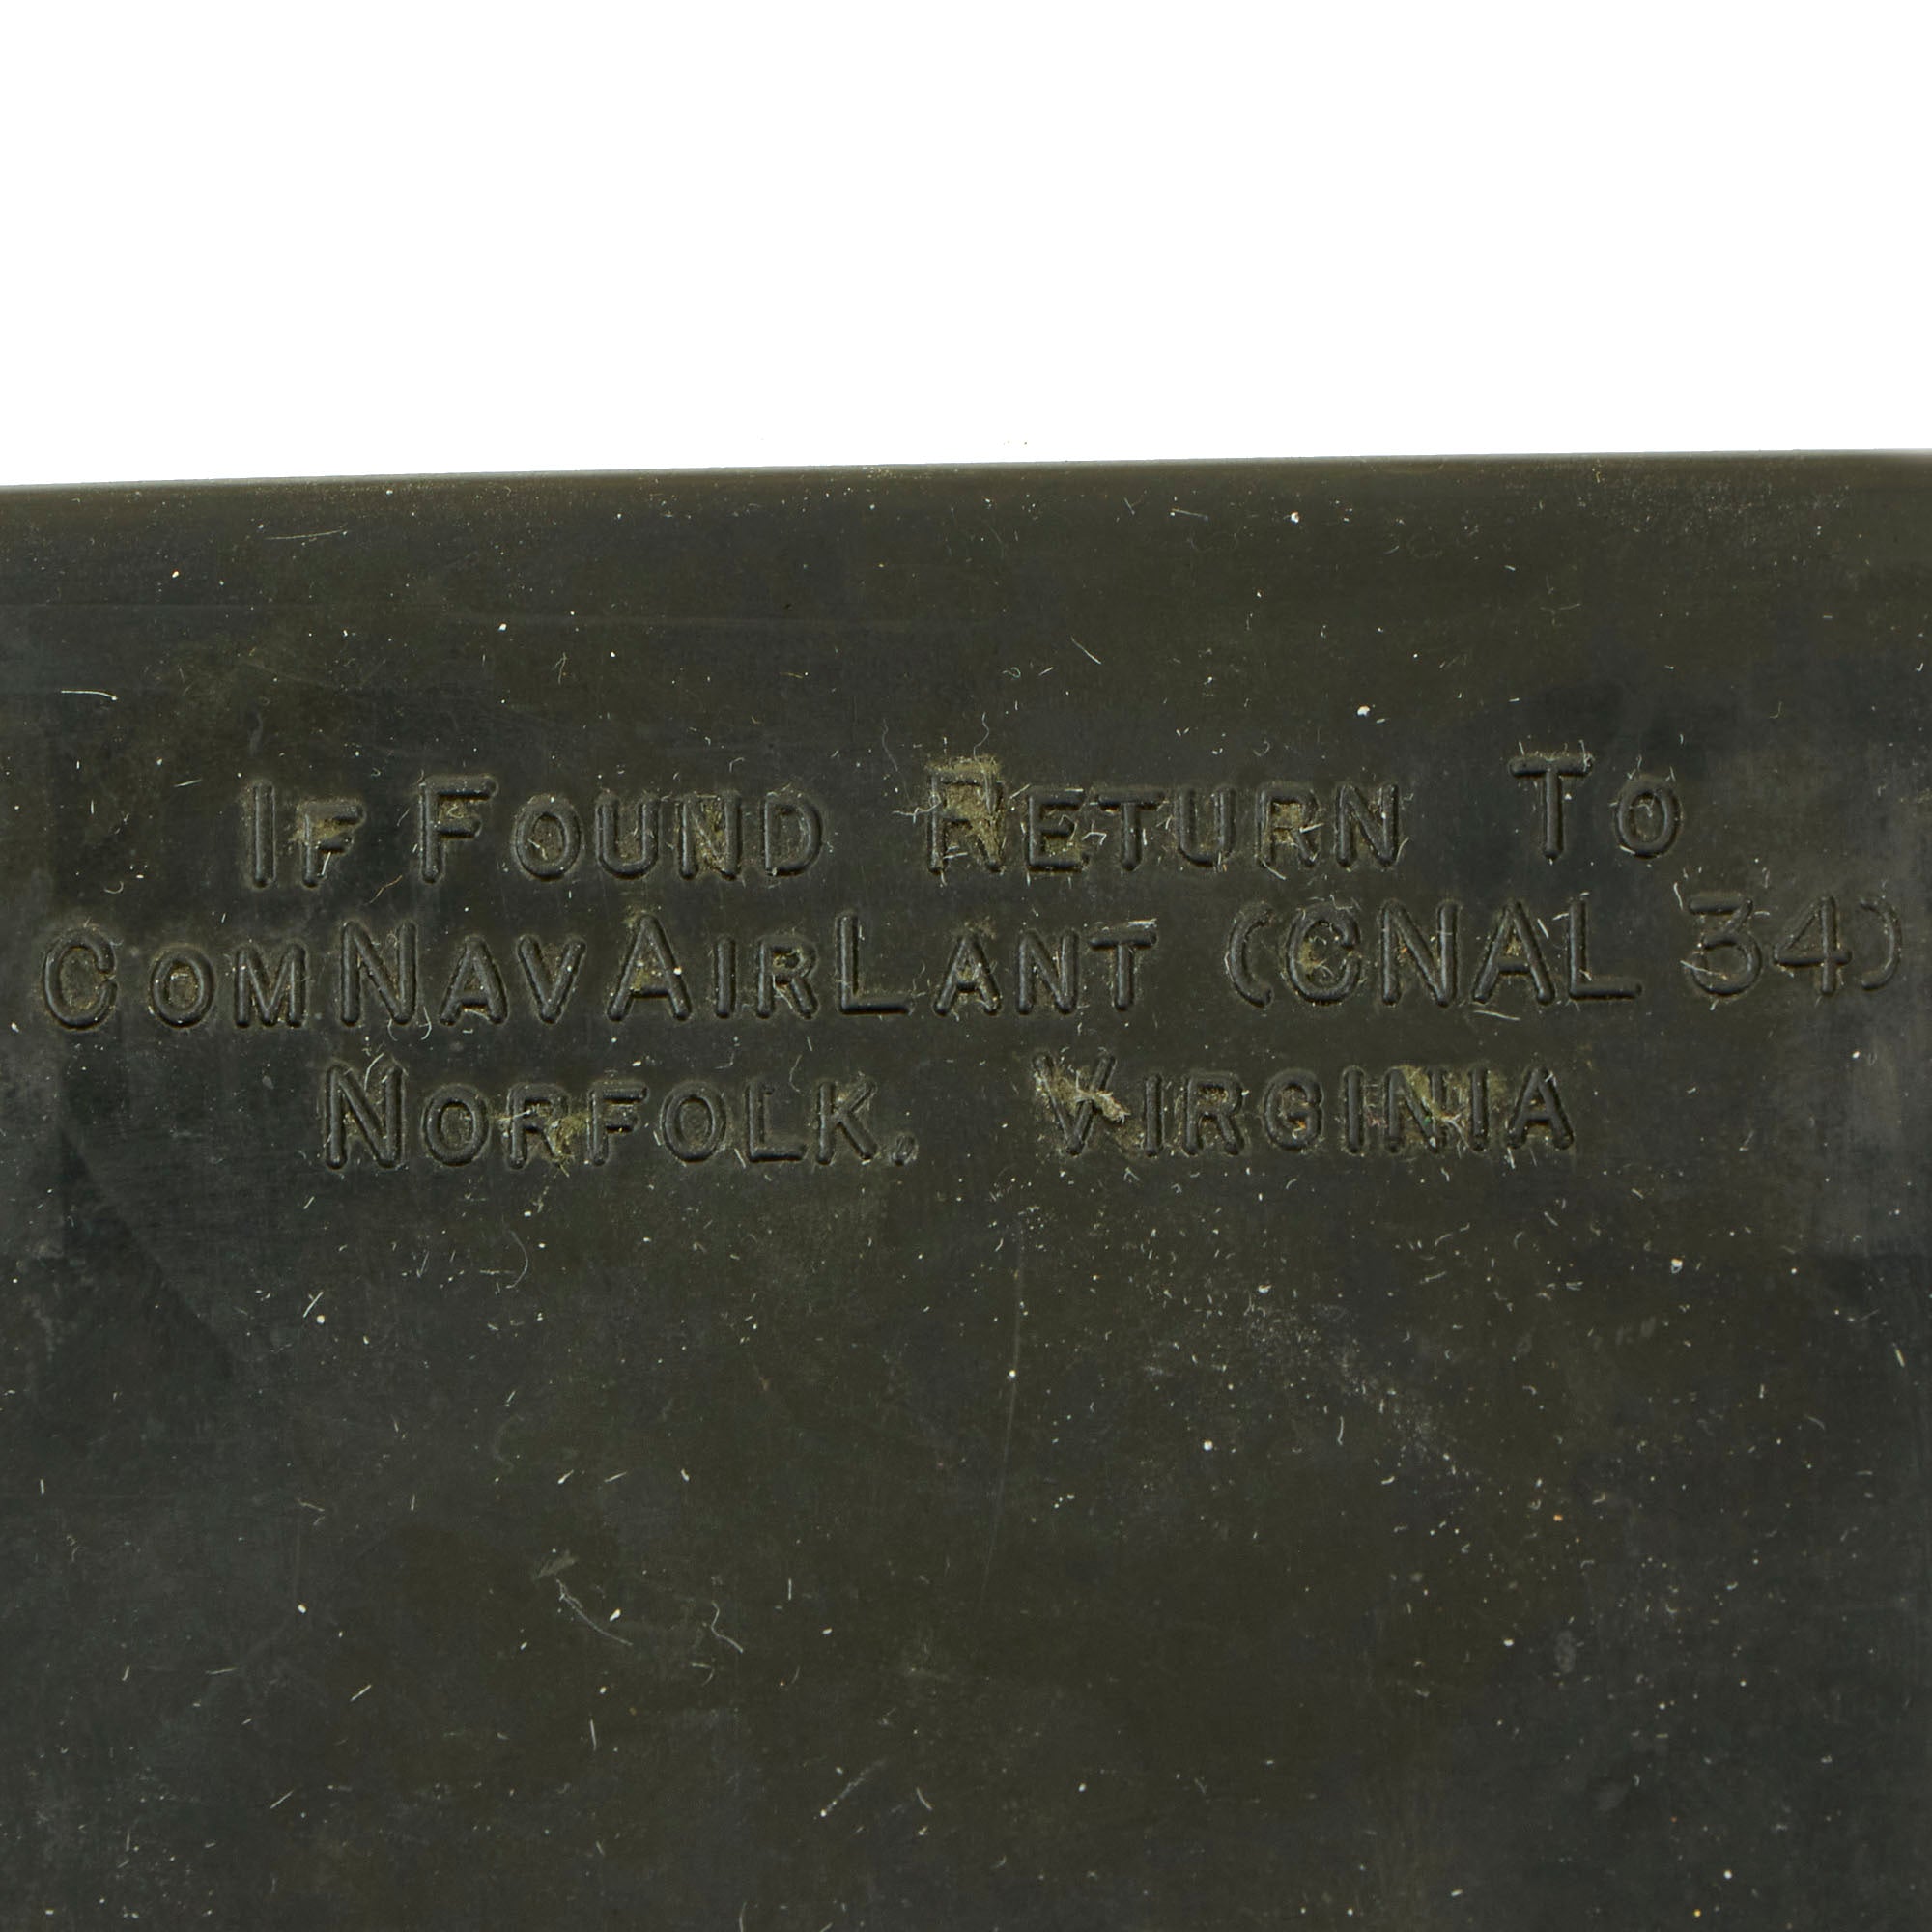 If Found Return To
ComNavAirLant (CNAL 34)
Norfolk, Virginia